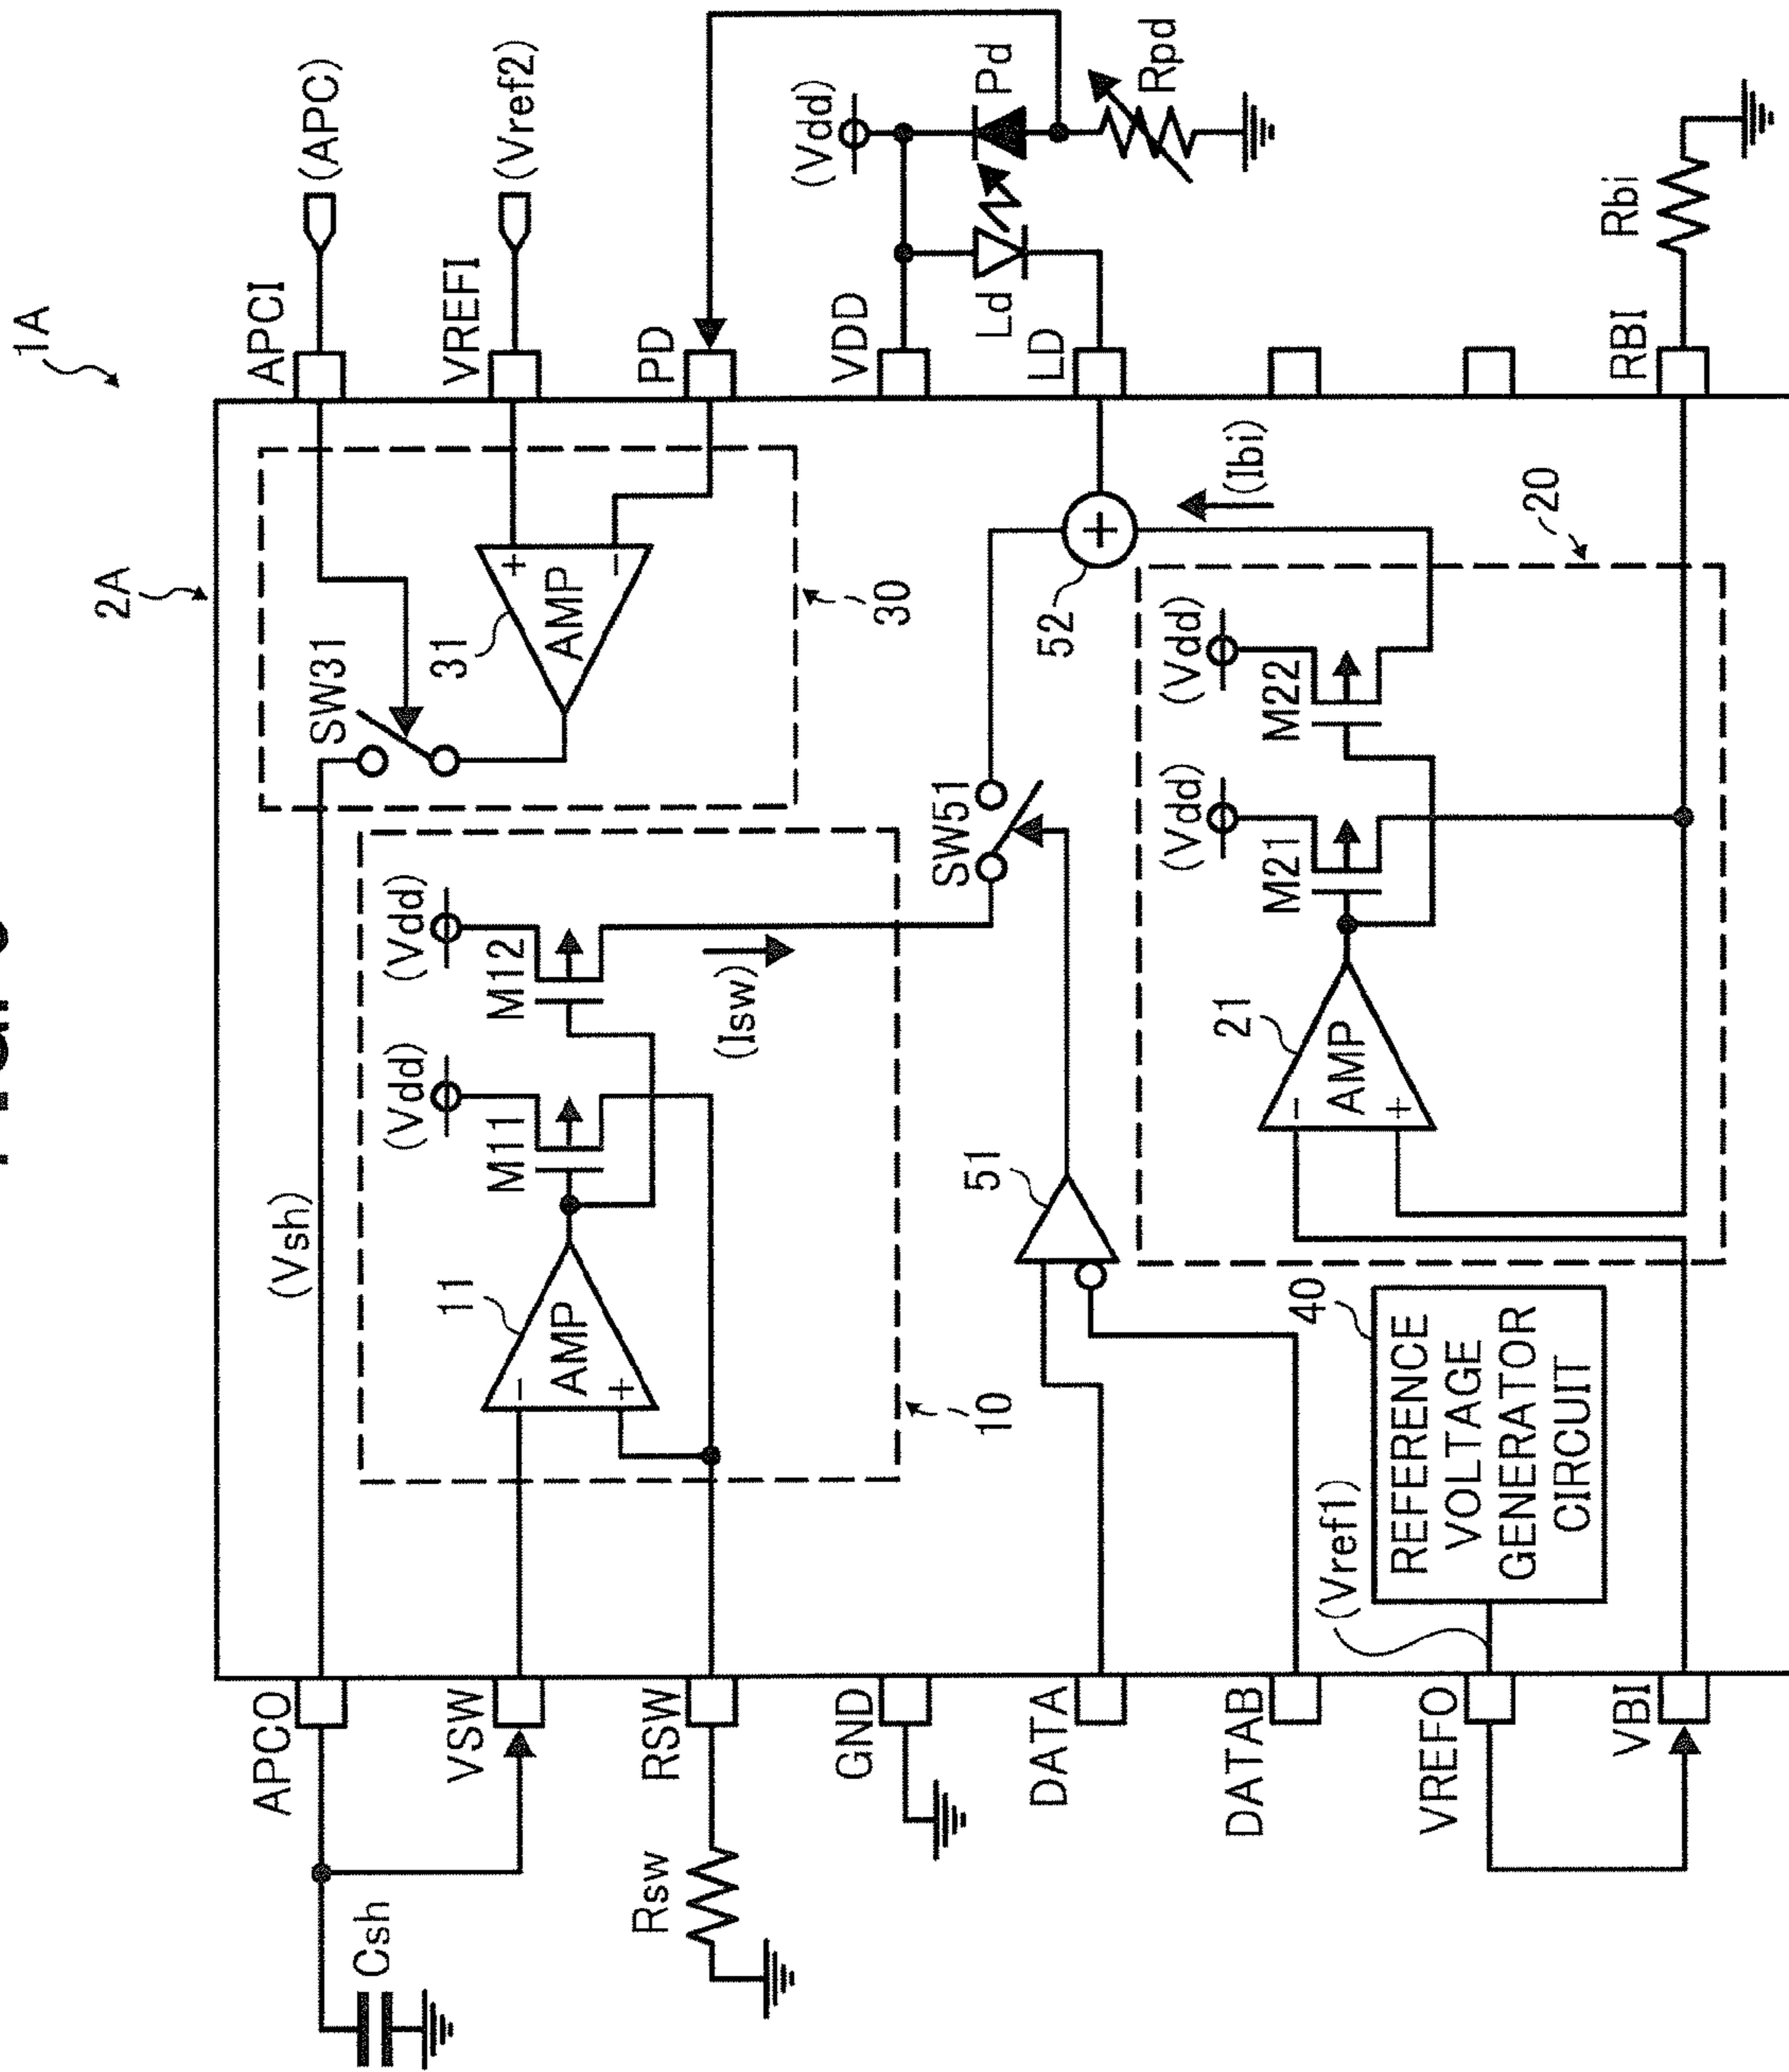 1A
2A
(APC)
(Vref2)
APCI
VREFI
PD
VDD
LD
RBI
(Vdd)
Pd
Ld
Rpd
Rbi
SW31
31
AMP
+
−
30
(Vsh)
11
AMP
−
+
M11
M12
(Vdd)
(Vdd)
(Isw)
10
SW51
51
52
+
(Ibi)
20
21
AMP
−
+
M21
M22
(Vdd)
(Vdd)
40
REFERENCE
VOLTAGE
GENERATOR
CIRCUIT
(Vref1)
APCO
VSW
RSW
GND
DATA
DATAB
VREFO
VBI
Csh
Rsw